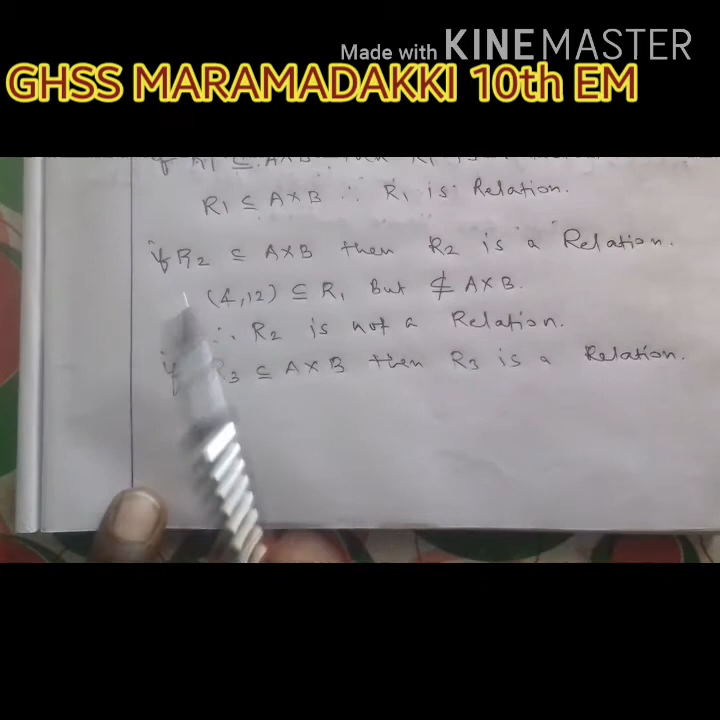 Made with KINEMASTER
GHSS MARAMADAKKI 10th EM
R1 ⊆ A×B ∴ R1 is Relation.
if R2 ⊆ A×B then R2 is a Relation.
(4,12) ⊆ R1 But ⊈ A×B.
∴ R2 is not a Relation.
if R3 ⊆ A×B then R3 is a Relation.